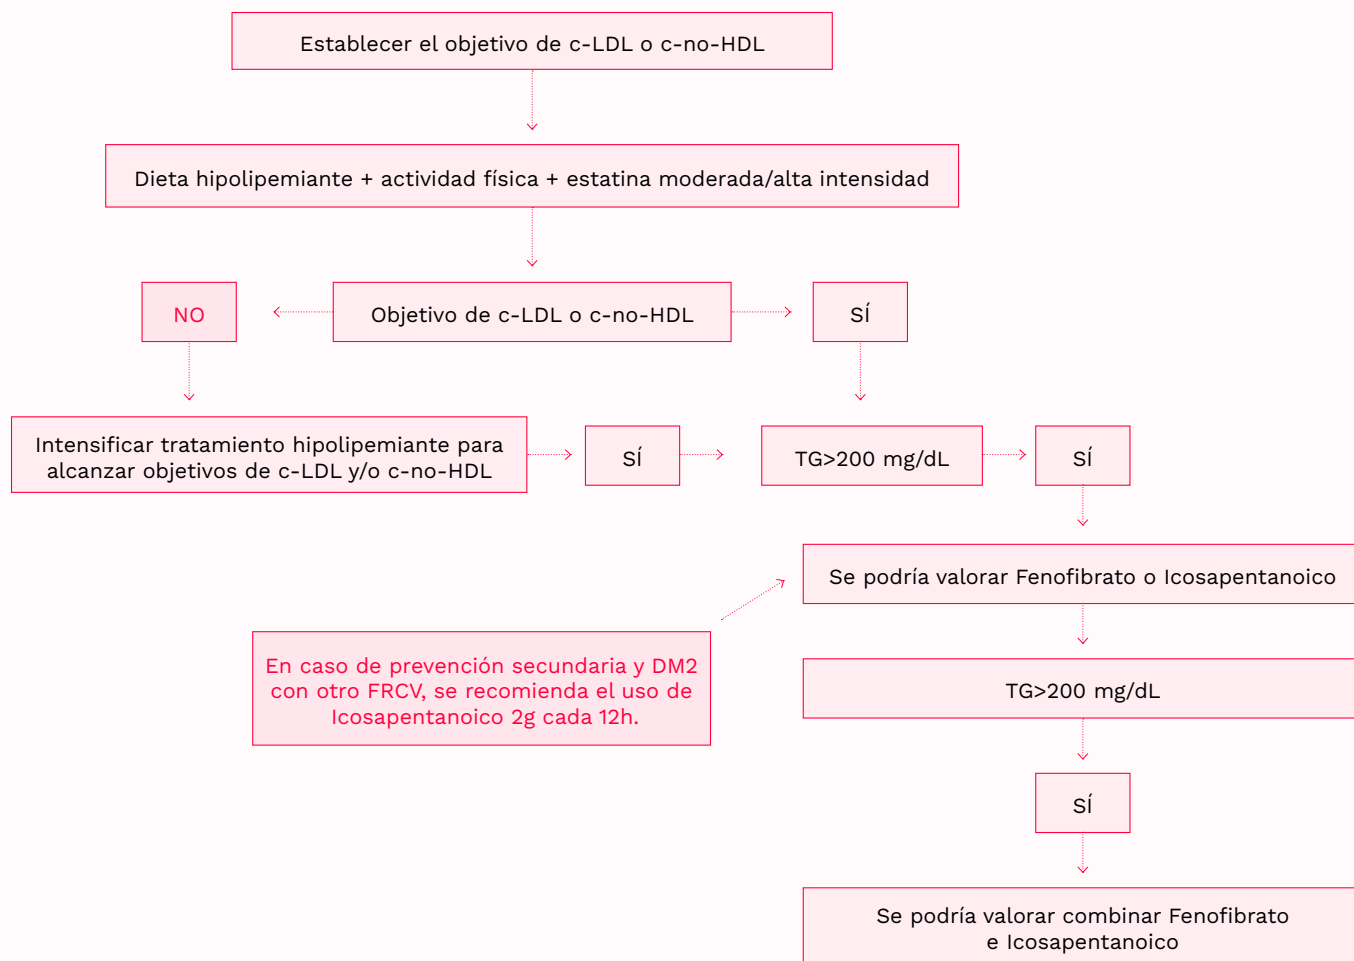 Establecer el objetivo de c-LDL o c-no-HDL
Dieta hipolipemiante + actividad física + estatina moderada/alta intensidad
NO
Objetivo de c-LDL o c-no-HDL
SÍ
Intensificar tratamiento hipolipemiante para
alcanzar objetivos de c-LDL y/o c-no-HDL
SÍ
TG>200 mg/dL
SÍ
Se podría valorar Fenofibrato o Icosapentanoico
En caso de prevención secundaria y DM2
con otro FRCV, se recomienda el uso de
Icosapentanoico 2g cada 12h.
TG>200 mg/dL
SÍ
Se podría valorar combinar Fenofibrato
e Icosapentanoico